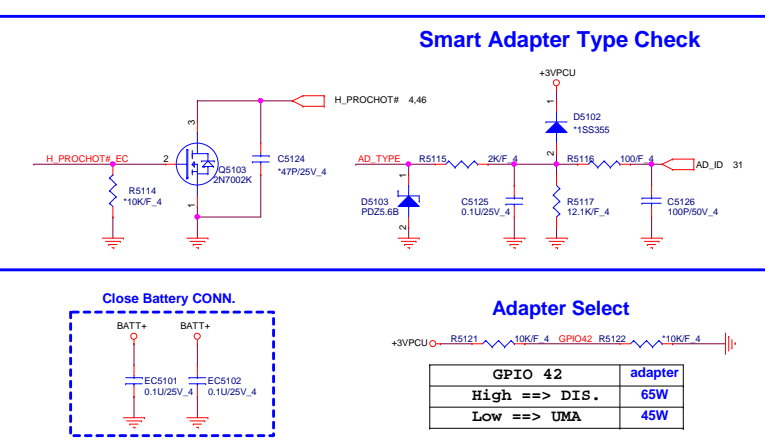 Smart Adapter Type Check
+3VPCU
1
D5102
*1SS355
2
3
H_PROCHOT# 4,46
H_PROCHOT#_EC
2
Q5103
2N7002K
1
C5124
*47P/25V_4
R5114
*10K/F_4
AD_TYPE
R5115
2K/F_4
R5116
100/F_4
AD_ID 31
1
D5103
PDZ5.6B
2
C5125
0.1U/25V_4
R5117
12.1K/F_4
C5126
100P/50V_4
Close Battery CONN.
BATT+
BATT+
EC5101
0.1U/25V_4
EC5102
0.1U/25V_4
Adapter Select
+3VPCU
R5121
10K/F_4
GPIO42
R5122
*10K/F_4
GPIO 42 adapter
High ==> DIS. 65W
Low ==> UMA 45W